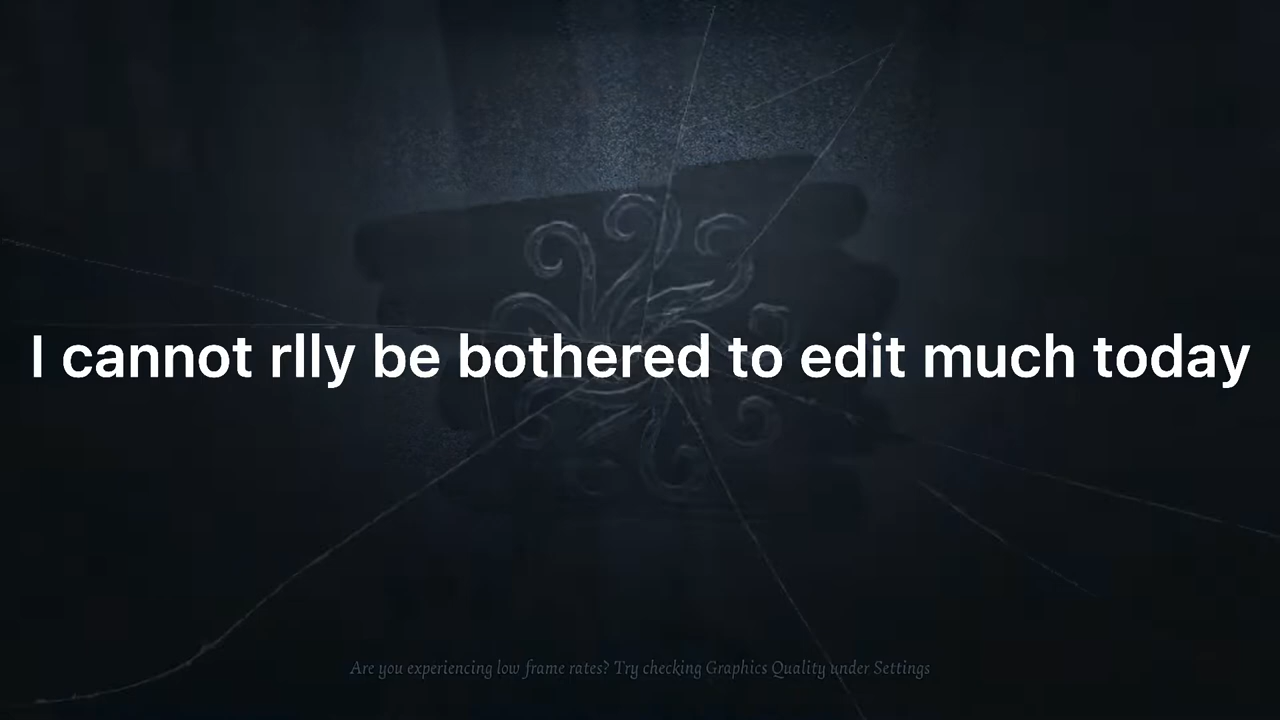 I cannot rlly be bothered to edit much today
Are you experiencing low frame rates? Try checking Graphics Quality under Settings